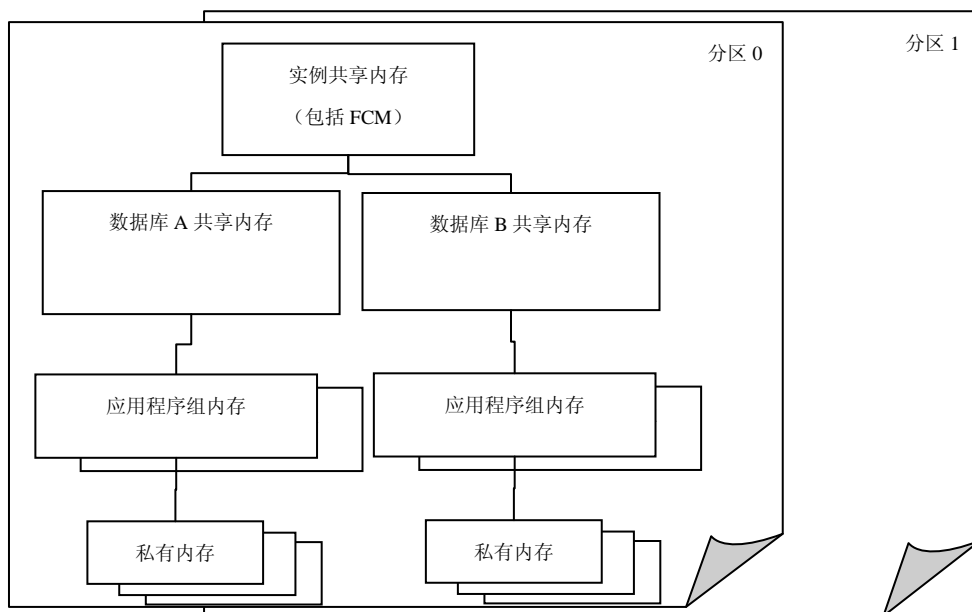 分区 0
分区 1
实例共享内存
（包括 FCM）
数据库 A 共享内存
数据库 B 共享内存
应用程序组内存
应用程序组内存
私有内存
私有内存